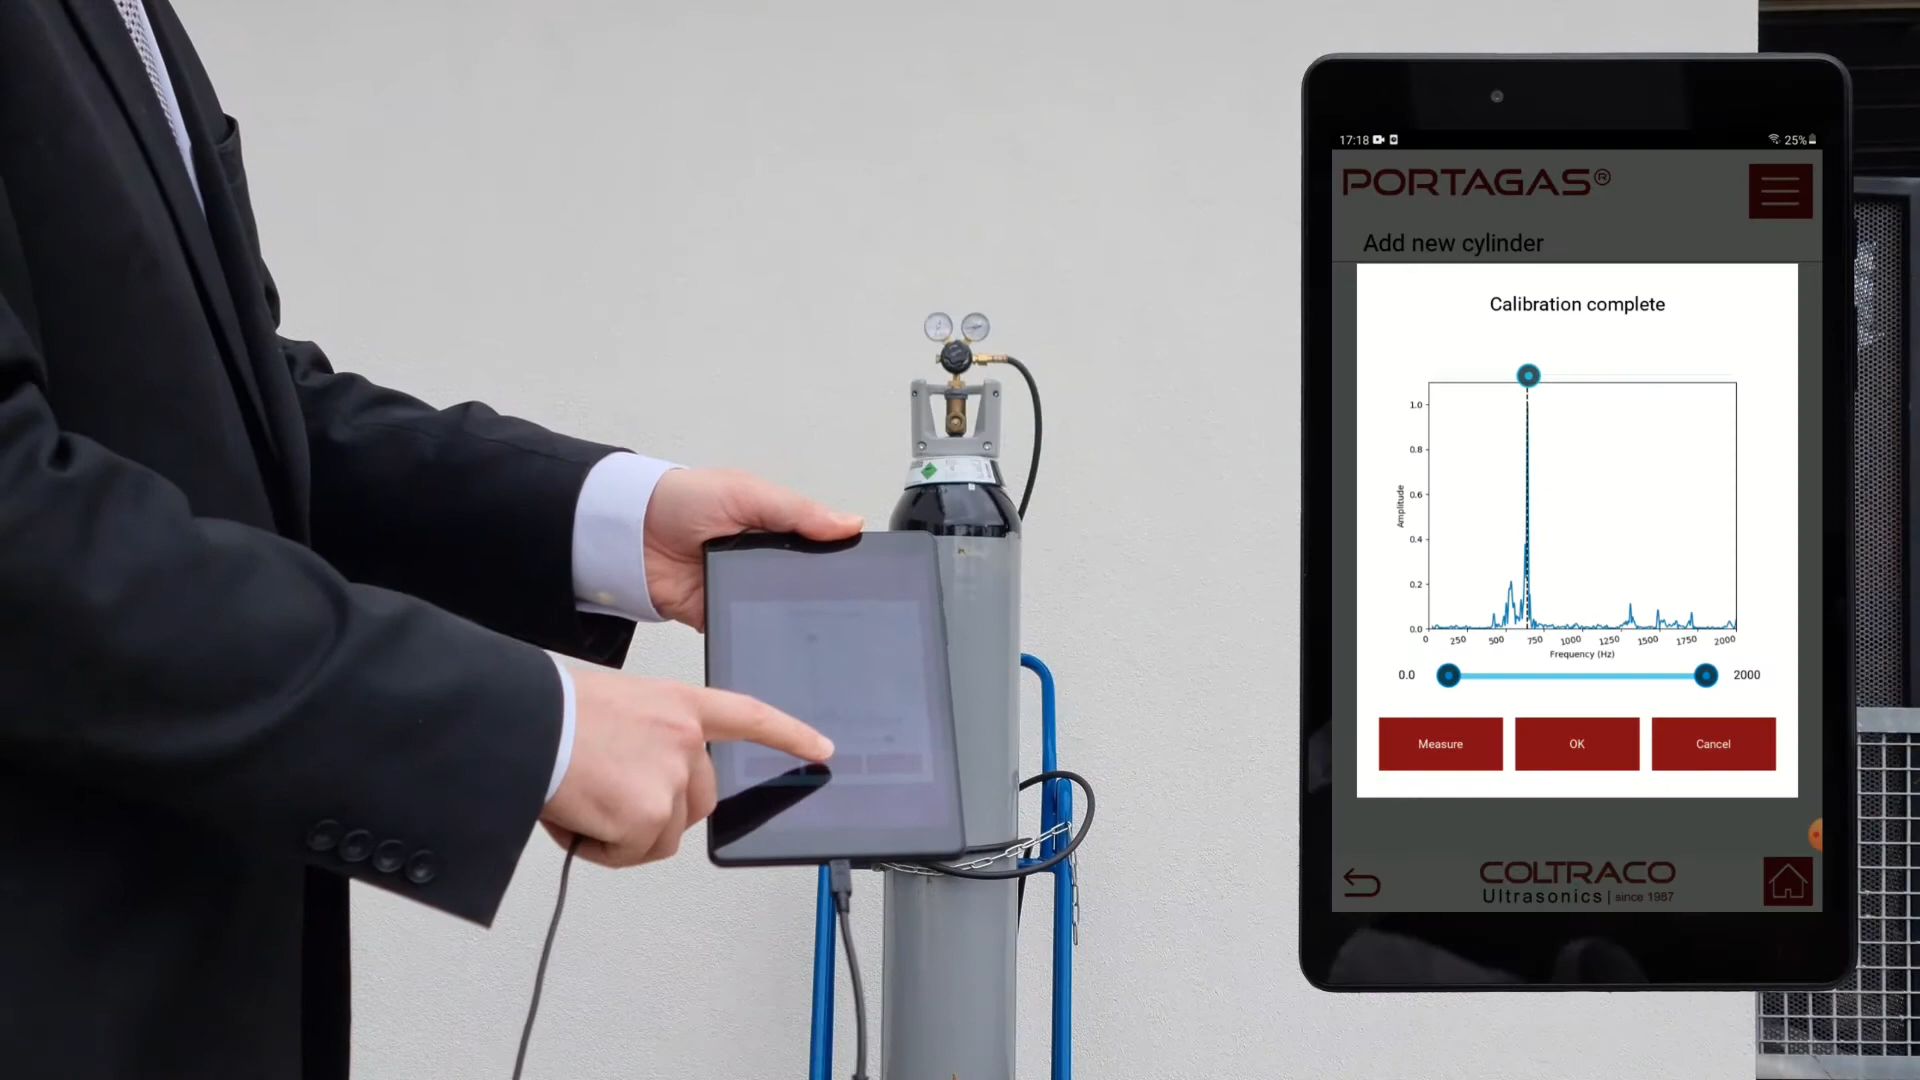 17:18
25%
PORTAGAS®
Add new cylinder
Calibration complete
1.0
0.8
0.6
0.4
0.2
0.0
Amplitude
0 250 500 750 1000 1250 1500 1750 2000
Frequency (Hz)
0.0
2000
Measure
OK
Cancel
COLTRACO
Ultrasonics | since 1987